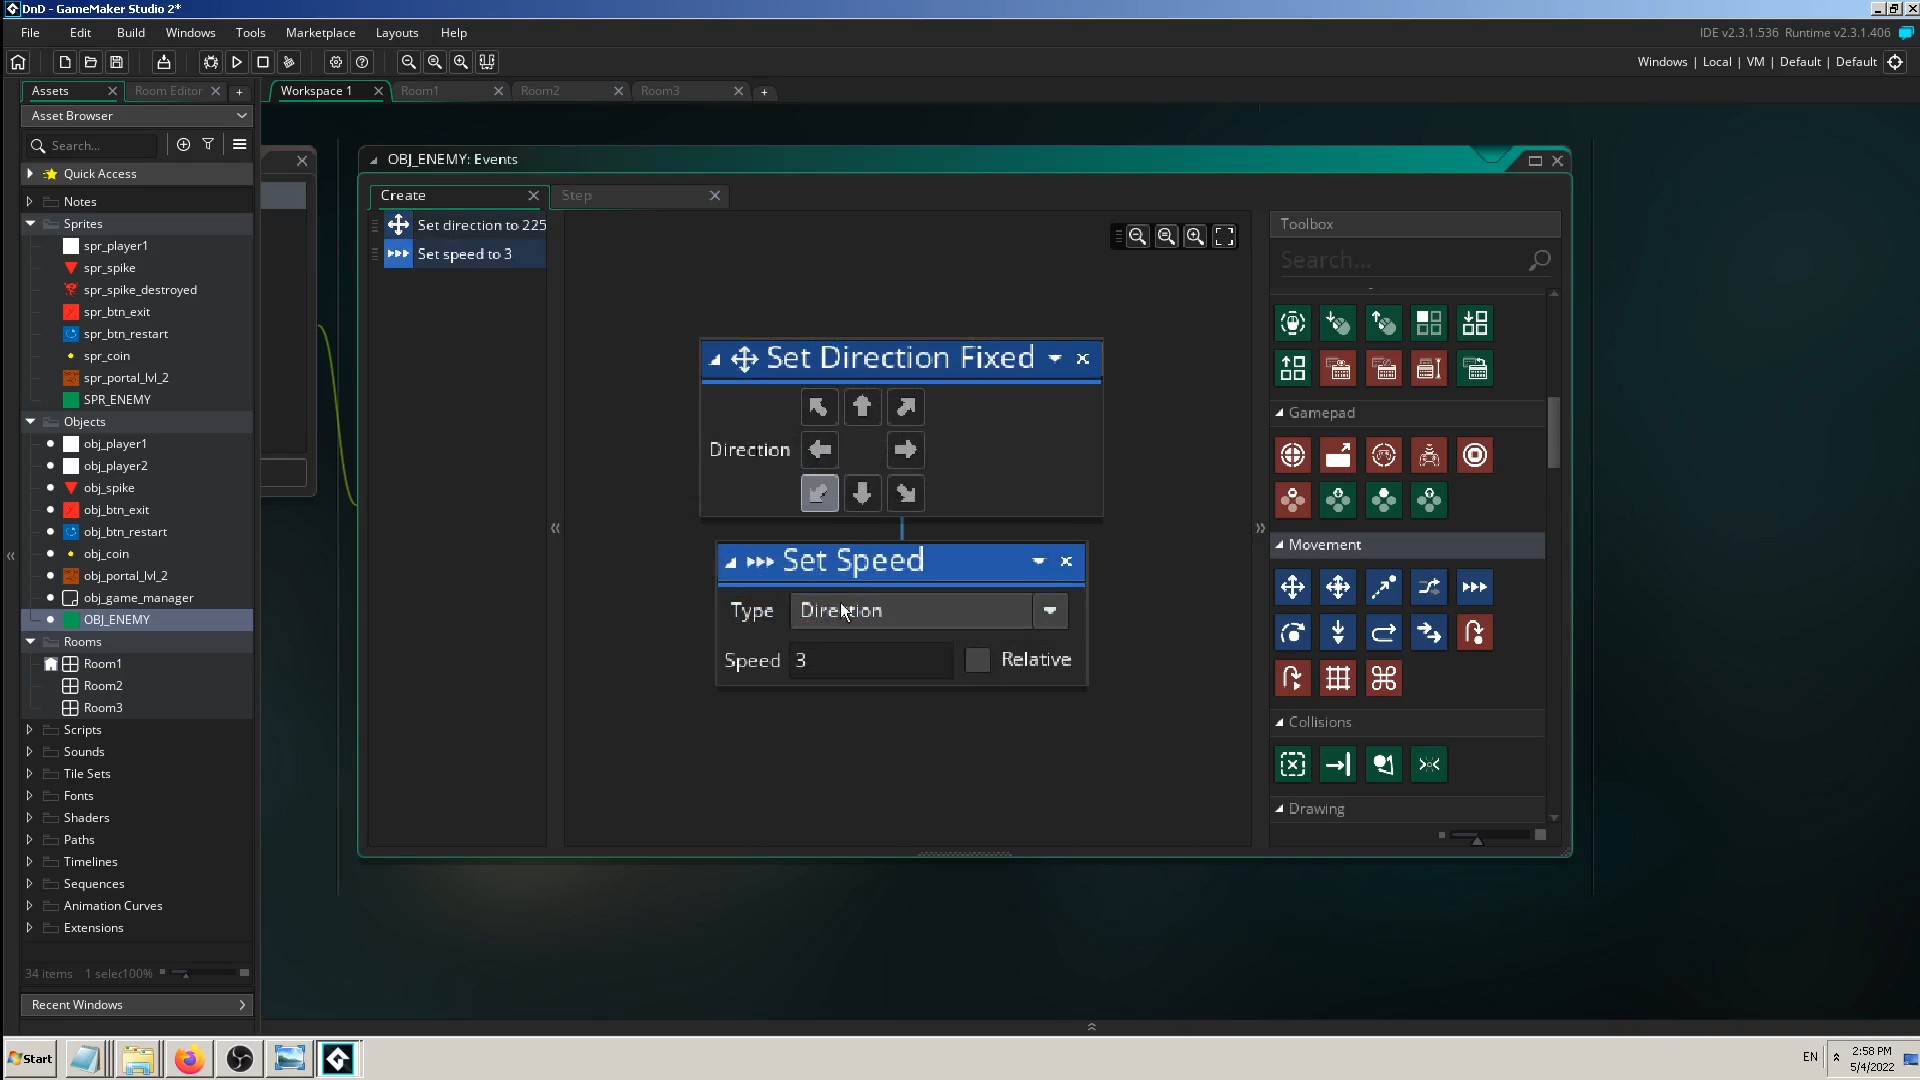 DnD - GameMaker Studio 2*
File Edit Build Windows Tools Marketplace Layouts Help
IDE v2.3.1.536 Runtime v2.3.1.406
Windows | Local | VM | Default | Default
Assets
Room Editor
Workspace 1
Room1
Room2
Room3
Asset Browser
Search...
Quick Access
Notes
Sprites
spr_player1
spr_spike
spr_spike_destroyed
spr_btn_exit
spr_btn_restart
spr_coin
spr_portal_lvl_2
SPR_ENEMY
Objects
obj_player1
obj_player2
obj_spike
obj_btn_exit
obj_btn_restart
obj_coin
obj_portal_lvl_2
obj_game_manager
OBJ_ENEMY
Rooms
Room1
Room2
Room3
Scripts
Sounds
Tile Sets
Fonts
Shaders
Paths
Timelines
Sequences
Animation Curves
Extensions
34 items 1 selec 100%
Recent Windows
OBJ_ENEMY: Events
Create
Step
Set direction to 225
Set speed to 3
Set Direction Fixed
Direction
Set Speed
Type Direction
Speed 3 Relative
Toolbox
Search...
Gamepad
Movement
Collisions
Drawing
Start
EN
2:58 PM
5/4/2022